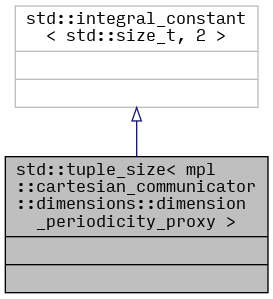 std::integral_constant
< std::size_t, 2 >
std::tuple_size< mpl
::cartesian_communicator
::dimensions::dimension
_periodicity_proxy >